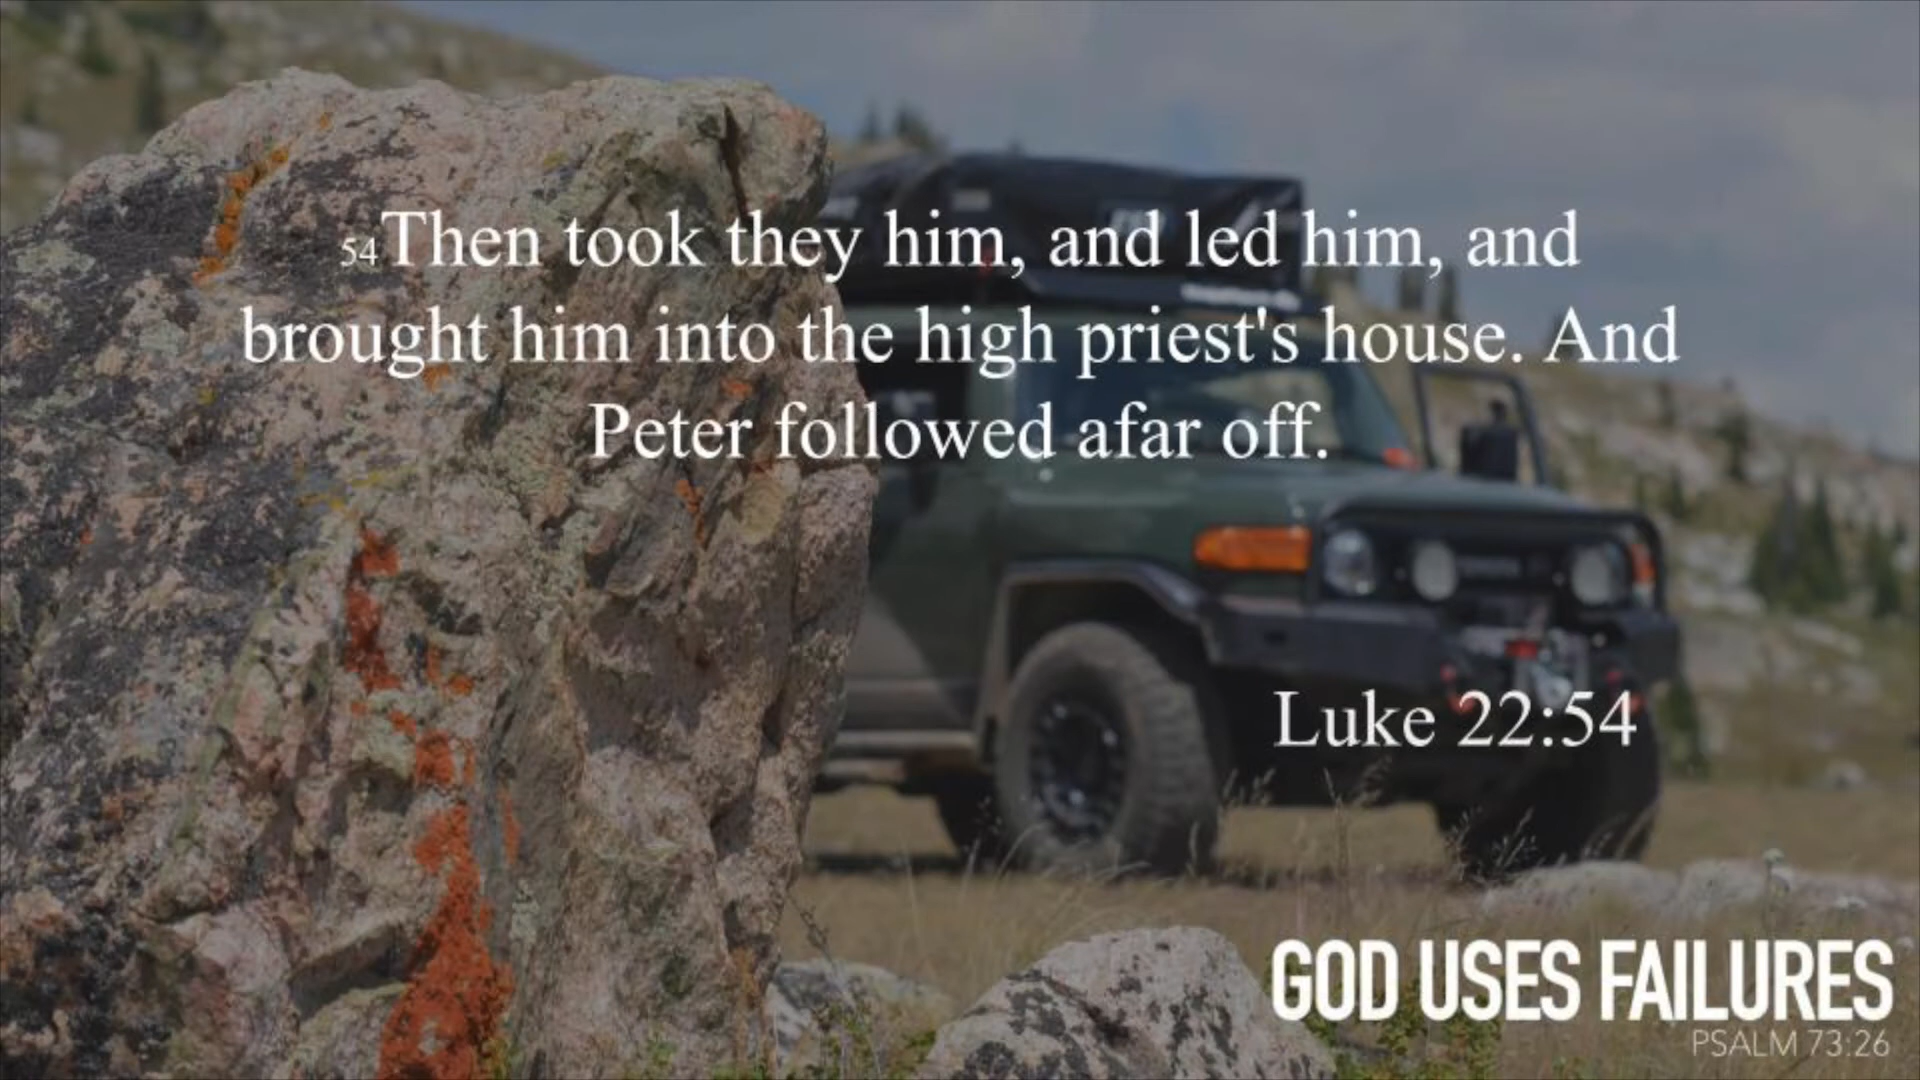 54Then took they him, and led him, and
brought him into the high priest's house. And
Peter followed afar off.
Luke 22:54
GOD USES FAILURES
PSALM 73:26